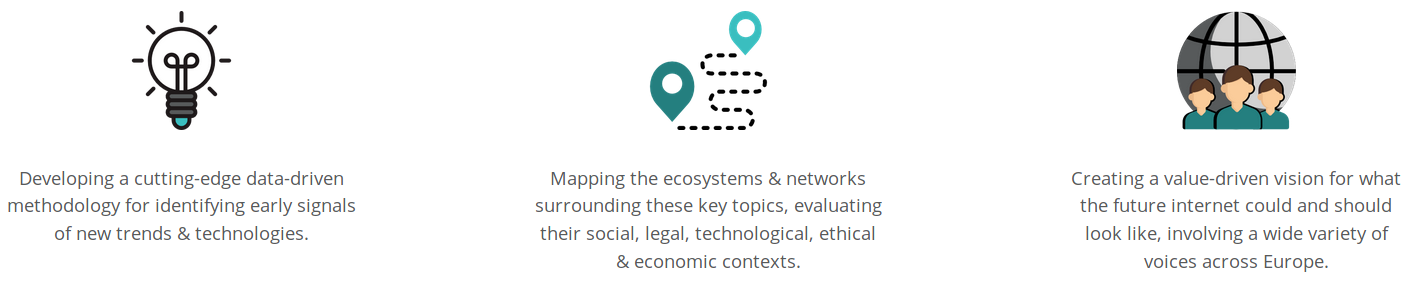 Developing a cutting-edge data-driven
methodology for identifying early signals
of new trends & technologies.
Mapping the ecosystems & networks
surrounding these key topics, evaluating
their social, legal, technological, ethical
& economic contexts.
Creating a value-driven vision for what
the future internet could and should
look like, involving a wide variety of
voices across Europe.